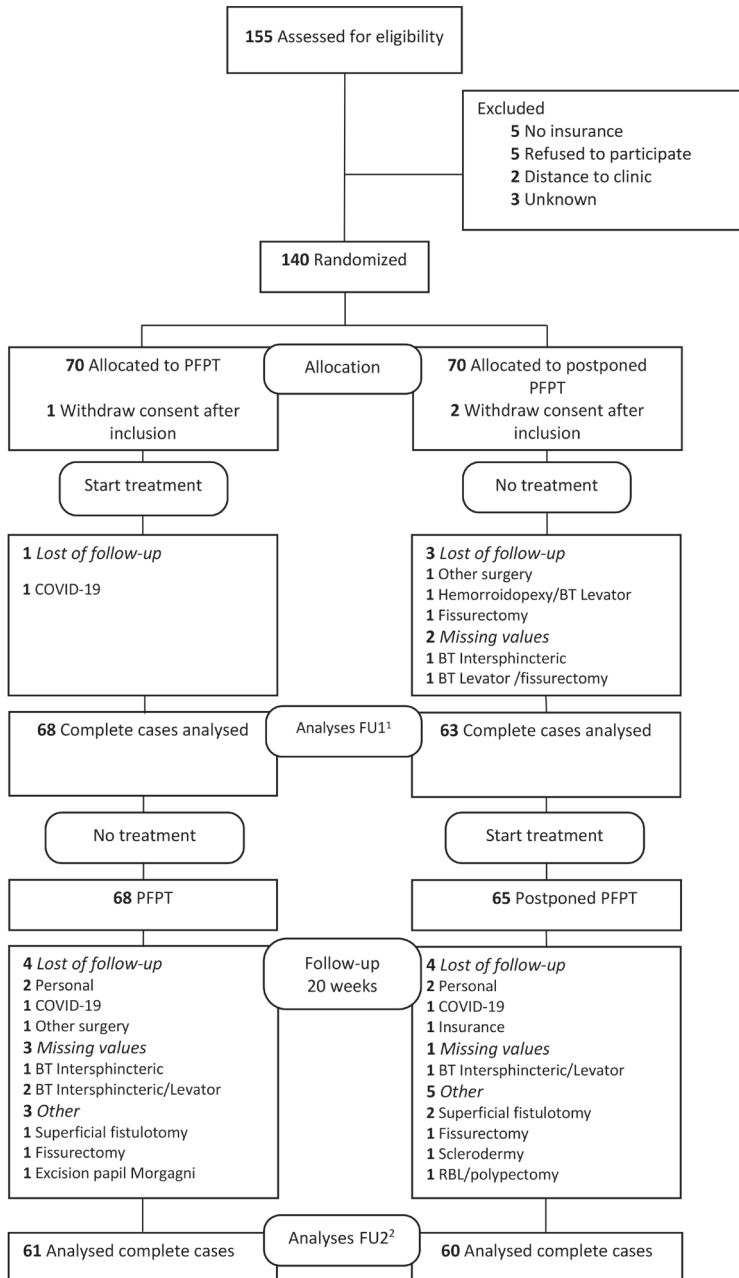 155 Assessed for eligibility
Excluded
5 No insurance
5 Refused to participate
2 Distance to clinic
3 Unknown
140 Randomized
70 Allocated to PFPT
1 Withdraw consent after
inclusion
Allocation
70 Allocated to postponed
PFPT
2 Withdraw consent after
inclusion
Start treatment
No treatment
1 Lost of follow-up
1 COVID-19
3 Lost of follow-up
1 Other surgery
1 Hemorroidopexy/BT Levator
1 Fissurectomy
2 Missing values
1 BT Intersphincteric
1 BT Levator /fissurectomy
68 Complete cases analysed
Analyses FU1¹
63 Complete cases analysed
No treatment
Start treatment
68 PFPT
65 Postponed PFPT
4 Lost of follow-up
2 Personal
1 COVID-19
1 Other surgery
3 Missing values
1 BT Intersphincteric
2 BT Intersphincteric/Levator
3 Other
1 Superficial fistulotomy
1 Fissurectomy
1 Excision papil Morgagni
Follow-up
20 weeks
4 Lost of follow-up
2 Personal
1 COVID-19
1 Insurance
1 Missing values
1 BT Intersphincteric/Levator
5 Other
2 Superficial fistulotomy
1 Fissurectomy
1 Sclerodermy
1 RBL/polypectomy
61 Analysed complete cases
Analyses FU2²
60 Analysed complete cases